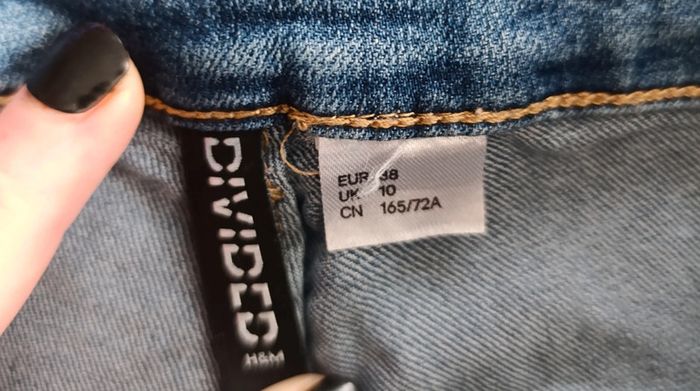 DIVIDED
H&M
EUR 38
UK 10
CN 165/72A